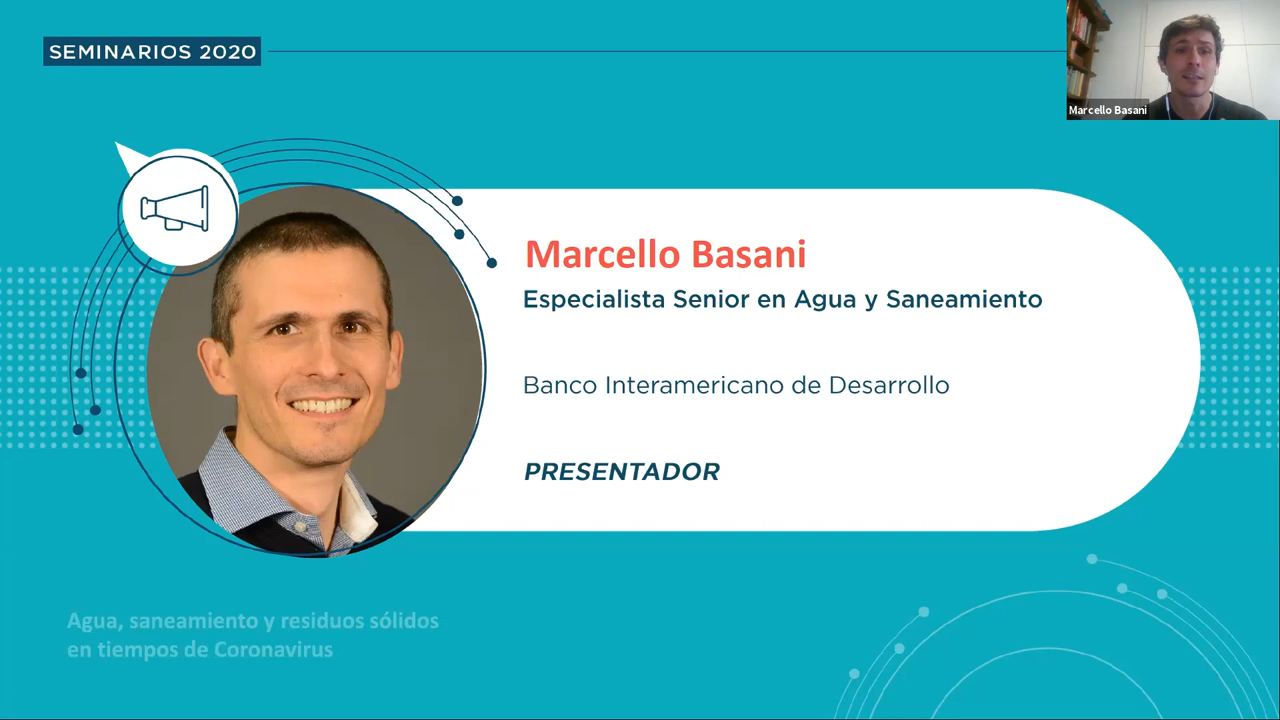 SEMINARIOS 2020
Marcello Basani
Marcello Basani
Especialista Senior en Agua y Saneamiento
Banco Interamericano de Desarrollo
PRESENTADOR
Agua, saneamiento y residuos sólidos
en tiempos de Coronavirus